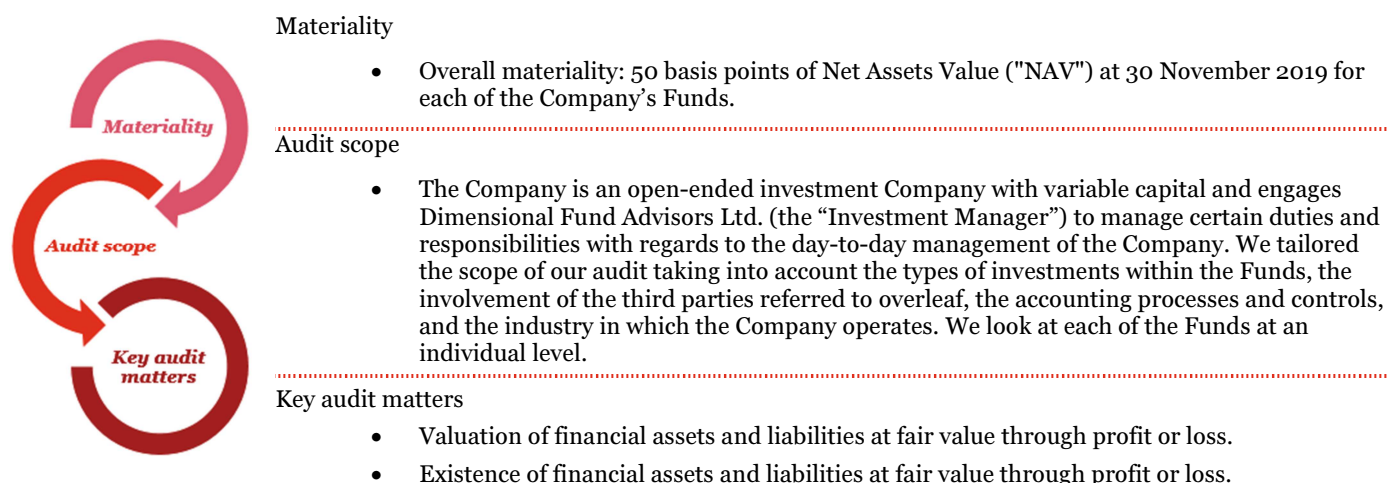 Materiality
• Overall materiality: 50 basis points of Net Assets Value ("NAV") at 30 November 2019 for
each of the Company's Funds.
Materiality
Audit scope
• The Company is an open-ended investment Company with variable capital and engages
Dimensional Fund Advisors Ltd. (the “Investment Manager”) to manage certain duties and
responsibilities with regards to the day-to-day management of the Company. We tailored
the scope of our audit taking into account the types of investments within the Funds, the
involvement of the third parties referred to overleaf, the accounting processes and controls,
and the industry in which the Company operates. We look at each of the Funds at an
individual level.
Audit scope
Key audit
matters
Key audit matters
• Valuation of financial assets and liabilities at fair value through profit or loss.
• Existence of financial assets and liabilities at fair value through profit or loss.